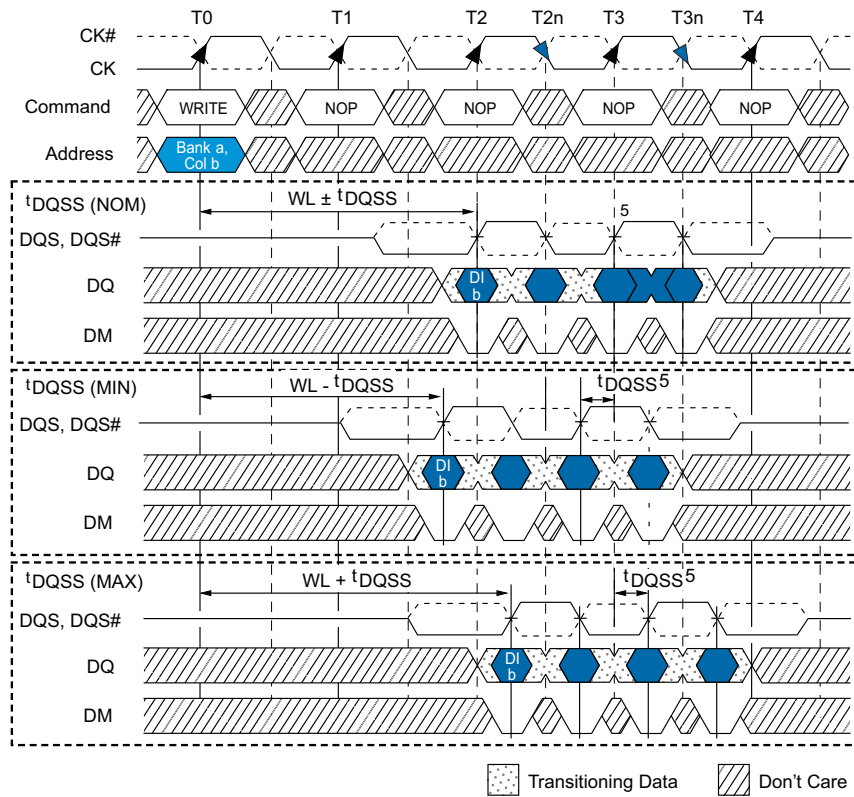 T0 T1 T2 T2n T3 T3n T4
CK#
CK
Command WRITE NOP NOP NOP NOP
Address Bank a,
Col b
tDQSS (NOM) WL ± tDQSS 5
DQS, DQS#
DQ DI
b
DM
tDQSS (MIN) WL - tDQSS tDQSS5
DQS, DQS#
DQ DI
b
DM
tDQSS (MAX) WL + tDQSS tDQSS5
DQS, DQS#
DQ DI
b
DM
Transitioning Data Don't Care